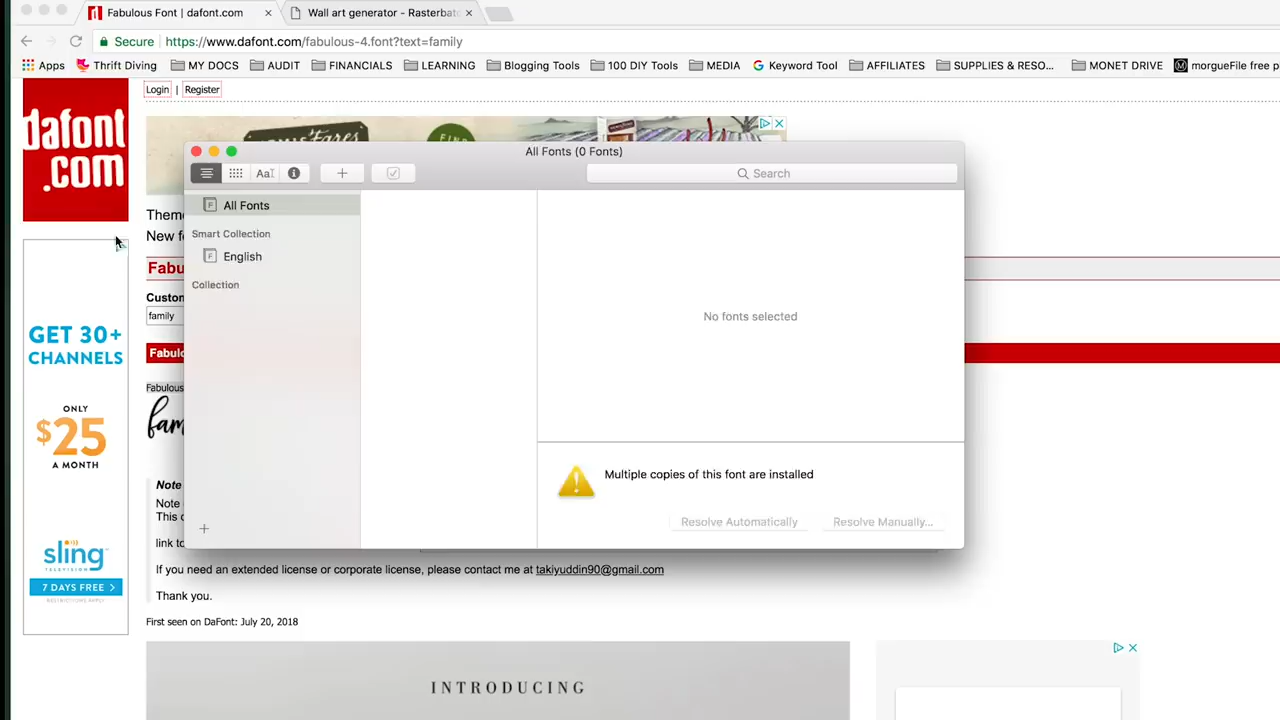 Fabulous Font | dafont.com
Wall art generator - Rasterbat
Secure https://www.dafont.com/fabulous-4.font?text=family
Apps Thrift Diving MY DOCS AUDIT FINANCIALS LEARNING Blogging Tools 100 DIY Tools MEDIA Keyword Tool AFFILIATES SUPPLIES & RESO... MONET DRIVE morgueFile free p
dafont
.com
Login | Register
FIND
All Fonts (0 Fonts)
Search
Theme
New f
All Fonts
Smart Collection
English
Collection
Fabu
Custon
family
No fonts selected
Fabulo
Fabulous
fam
Multiple copies of this font are installed
Resolve Automatically Resolve Manually...
Note
Note
This c
link to
If you need an extended license or corporate license, please contact me at takiyuddin90@gmail.com
Thank you.
First seen on DaFont: July 20, 2018
GET 30+
CHANNELS
ONLY
$25
A MONTH
sling
TELEVISION
7 DAYS FREE >
RESTRICTIONS APPLY
INTRODUCING